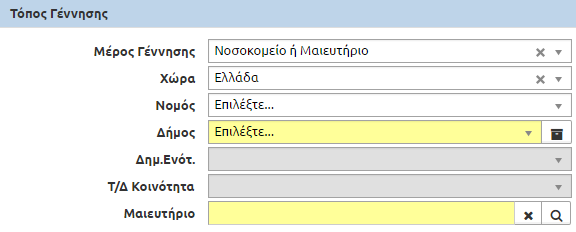 Τόπος Γέννησης
Μέρος Γέννησης Νοσοκομείο ή Μαιευτήριο
Χώρα Ελλάδα
Νομός Επιλέξτε...
Δήμος Επιλέξτε...
Δημ.Ενότ.
Τ/Δ Κοινότητα
Μαιευτήριο